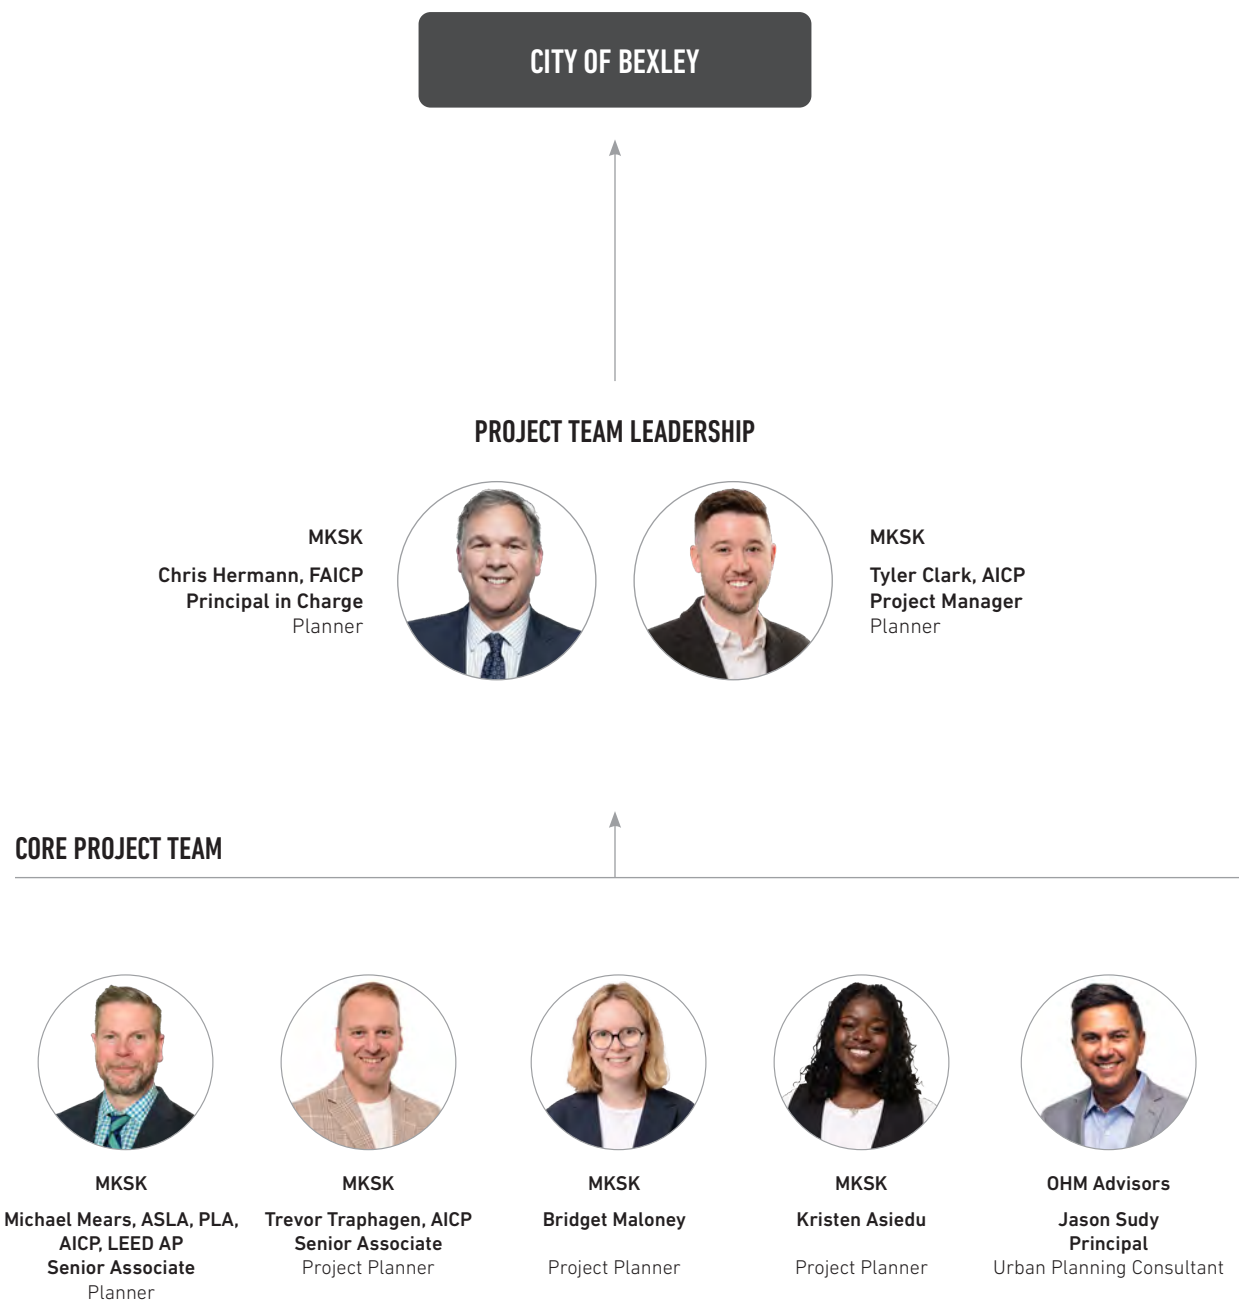 CITY OF BEXLEY
PROJECT TEAM LEADERSHIP
MKSK
Chris Hermann, FAICP
Principal in Charge
Planner
MKSK
Tyler Clark, AICP
Project Manager
Planner
CORE PROJECT TEAM
MKSK
Michael Mears, ASLA, PLA,
AICP, LEED AP
Senior Associate
Planner
MKSK
Trevor Traphagen, AICP
Senior Associate
Project Planner
MKSK
Bridget Maloney
Project Planner
MKSK
Kristen Asiedu
Project Planner
OHM Advisors
Jason Sudy
Principal
Urban Planning Consultant